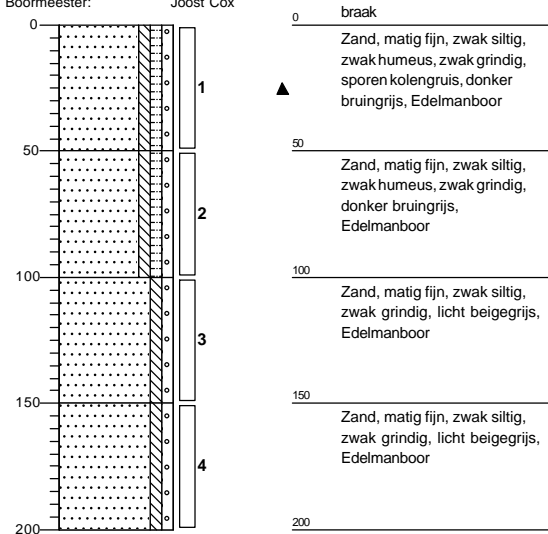 Boormeester: Joost Cox
0
50
100
150
200
1
2
3
4
0 braak
Zand, matig fijn, zwak siltig,
zwak humeus, zwak grindig,
sporen kolengruis, donker
bruingrijs, Edelmanboor
50
Zand, matig fijn, zwak siltig,
zwak humeus, zwak grindig,
donker bruingrijs,
Edelmanboor
100
Zand, matig fijn, zwak siltig,
zwak grindig, licht beigegrijs,
Edelmanboor
150
Zand, matig fijn, zwak siltig,
zwak grindig, licht beigegrijs,
Edelmanboor
200